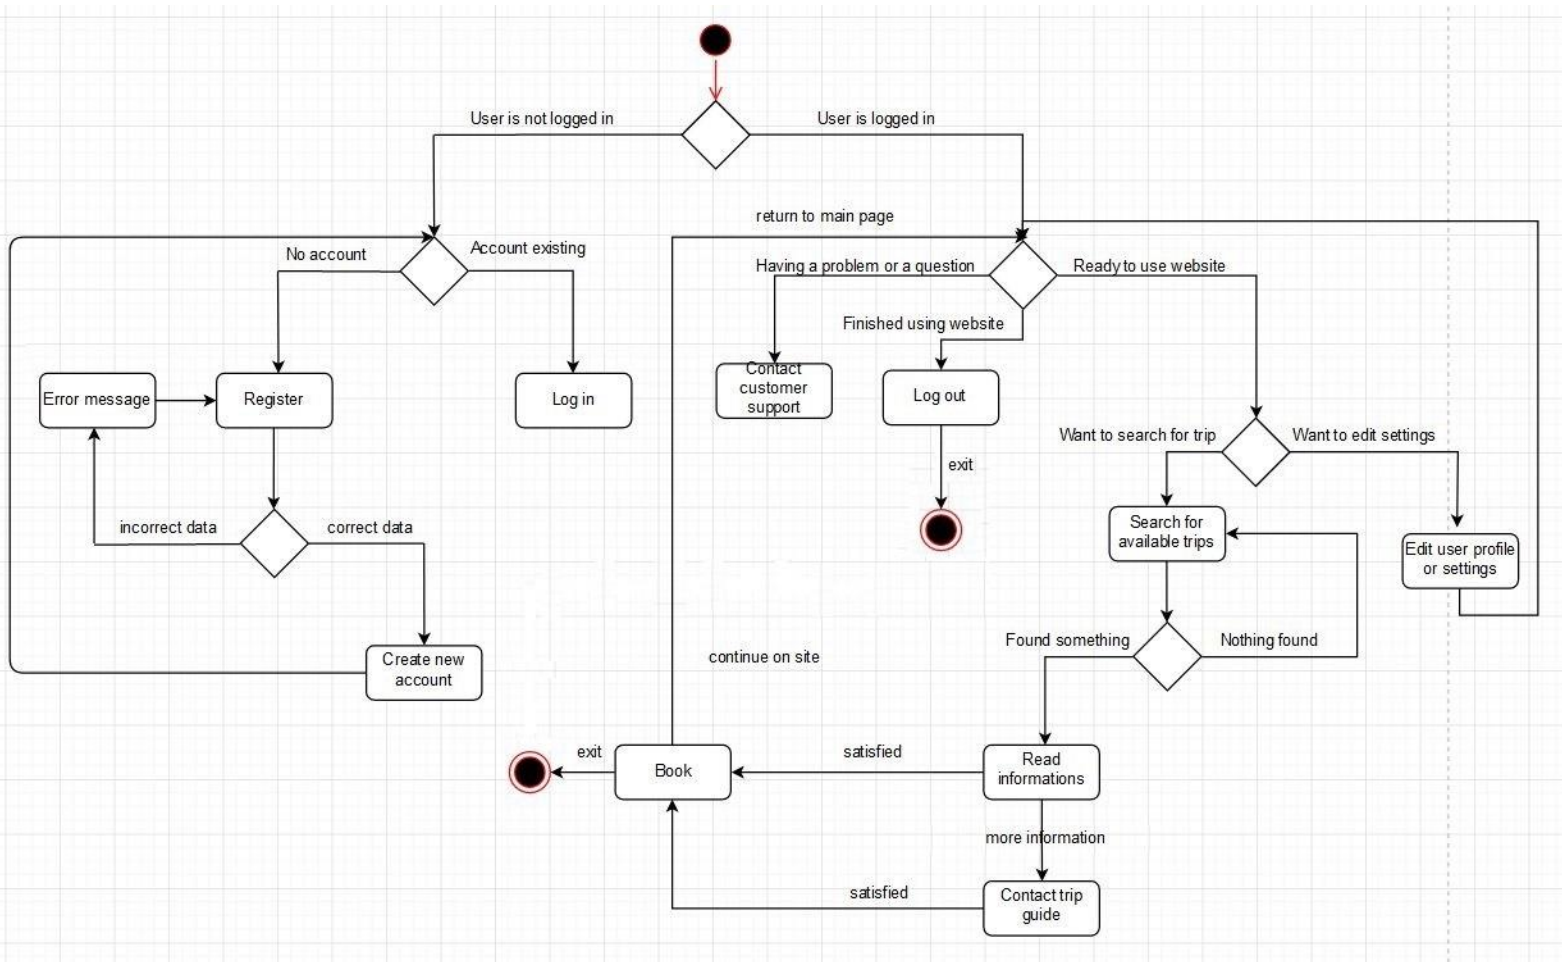 User is not logged in
User is logged in
return to main page
No account
Account existing
Having a problem or a question
Ready to use website
Finished using website
Error message
Register
Log in
Contact
customer
support
Log out
Want to search for trip
Want to edit settings
exit
incorrect data
correct data
Search for
available trips
Edit user profile
or settings
Found something
Nothing found
continue on site
Create new
account
exit
Book
satisfied
Read
informations
more information
satisfied
Contact trip
guide